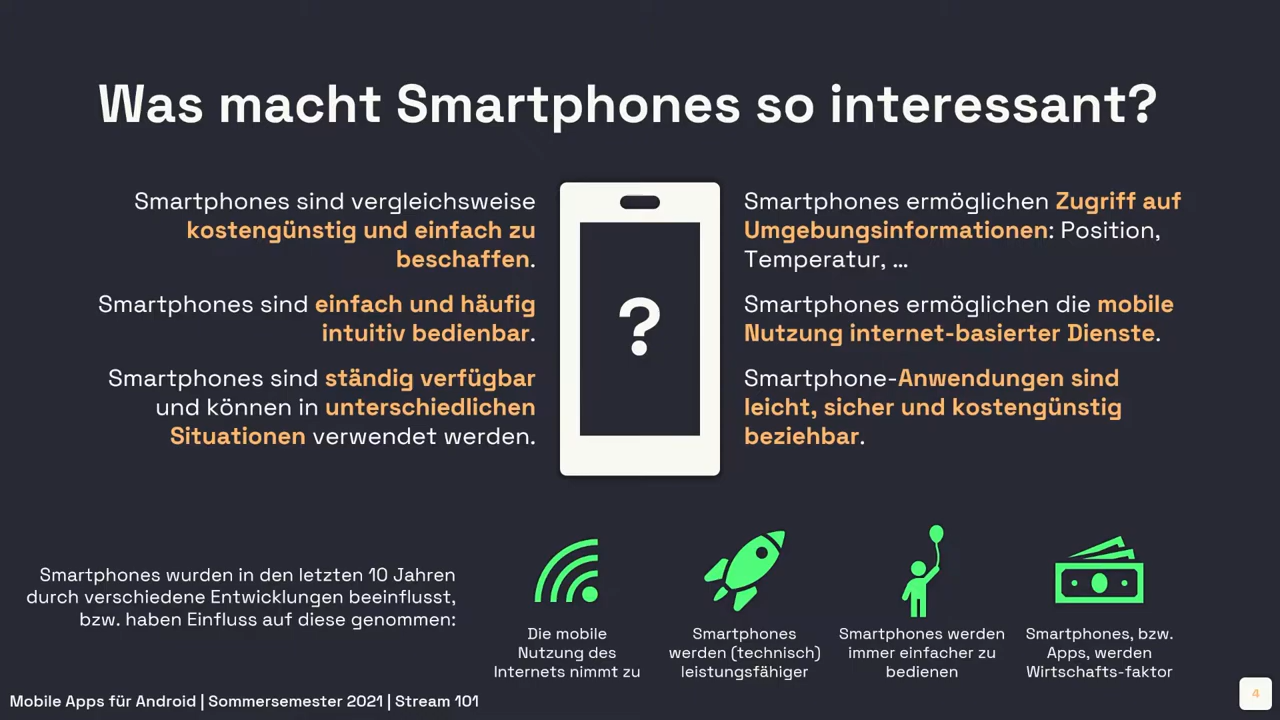 Was macht Smartphones so interessant?
Smartphones sind vergleichsweise
kostengünstig und einfach zu
beschaffen.
Smartphones sind einfach und häufig
intuitiv bedienbar.
Smartphones sind ständig verfügbar
und können in unterschiedlichen
Situationen verwendet werden.
?
Smartphones ermöglichen Zugriff auf
Umgebungsinformationen: Position,
Temperatur, ...
Smartphones ermöglichen die mobile
Nutzung internet-basierter Dienste.
Smartphone-Anwendungen sind
leicht, sicher und kostengünstig
beziehbar.
Smartphones wurden in den letzten 10 Jahren
durch verschiedene Entwicklungen beeinflusst,
bzw. haben Einfluss auf diese genommen:
Die mobile
Nutzung des
Internets nimmt zu
Smartphones
werden (technisch)
leistungsfähiger
Smartphones werden
immer einfacher zu
bedienen
Smartphones, bzw.
Apps, werden
Wirtschafts-faktor
Mobile Apps für Android | Sommersemester 2021 | Stream 101
4